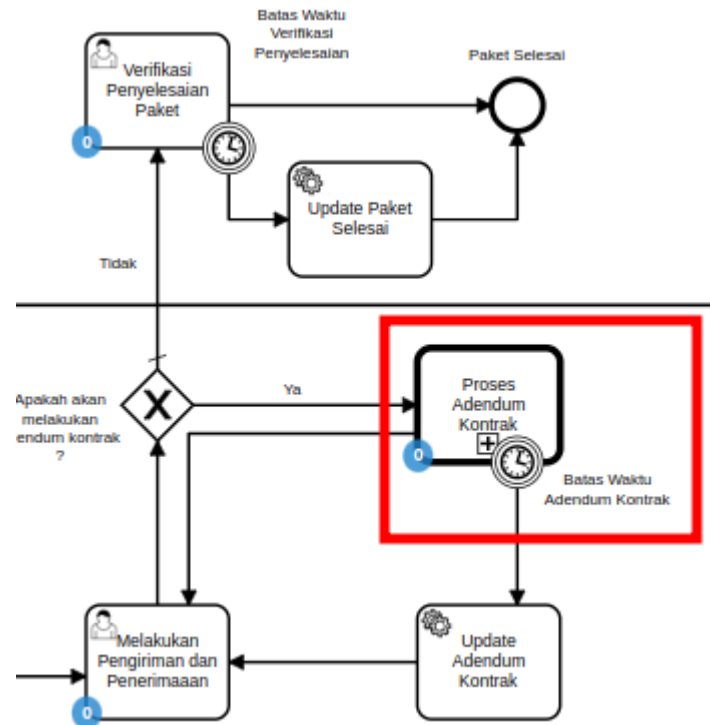 Batas Waktu
Verifikasi
Penyelesaian
Paket Selesai
Verifikasi
Penyelesaian
Paket
0
Update Paket
Selesai
Tidak
Apakah akan
melakukan
endum kontrak
?
Ya
Proses
Adendum
Kontrak
0
Batas Waktu
Adendum Kontrak
Melakukan
Pengiriman dan
Penerimaaan
0
Update
Adendum
Kontrak